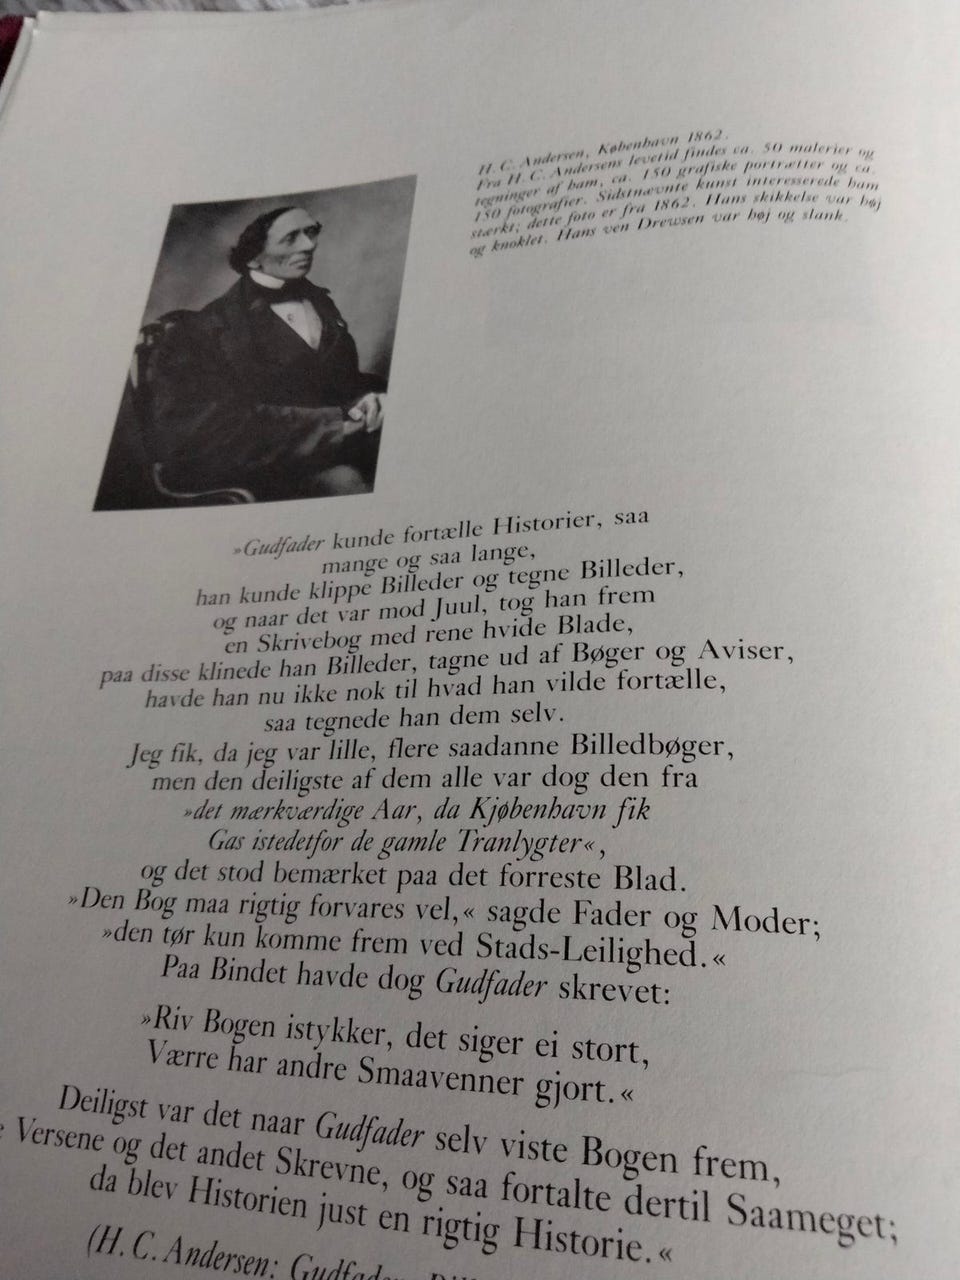 H. C. Andersen, København 1862.
Fra H. C. Andersens levetid findes ca. 50 malerier og
tegninger af ham, ca. 150 grafiske portrætter og ca.
150 fotografier. Sidstnævnte kunst interesserede ham
stærkt; dette foto er fra 1862. Hans skikkelse var høj
og knoklet. Hans ven Drewsen var høj og slank.
»Gudfader kunde fortælle Historier, saa
mange og saa lange,
han kunde klippe Billeder og tegne Billeder,
og naar det var mod Juul, tog han frem
en Skrivebog med rene hvide Blade,
paa disse klinede han Billeder, tagne ud af Bøger og Aviser,
havde han nu ikke nok til hvad han vilde fortælle,
saa tegnede han dem selv.
Jeg fik, da jeg var lille, flere saadanne Billedbøger,
men den deiligste af dem alle var dog den fra
»det mærkværdige Aar, da Kjøbenhavn fik
Gas istedetfor de gamle Tranlygter«,
og det stod bemærket paa det forreste Blad.
»Den Bog maa rigtig forvares vel,« sagde Fader og Moder;
»den tør kun komme frem ved Stads-Leilighed.«
Paa Bindet havde dog Gudfader skrevet:
»Riv Bogen istykker, det siger ei stort,
Værre har andre Smaavenner gjort.«
Deiligst var det naar Gudfader selv viste Bogen frem,
Versene og det andet Skrevne, og saa fortalte dertil Saameget;
da blev Historien just en rigtig Historie.«
(H. C. Andersen: